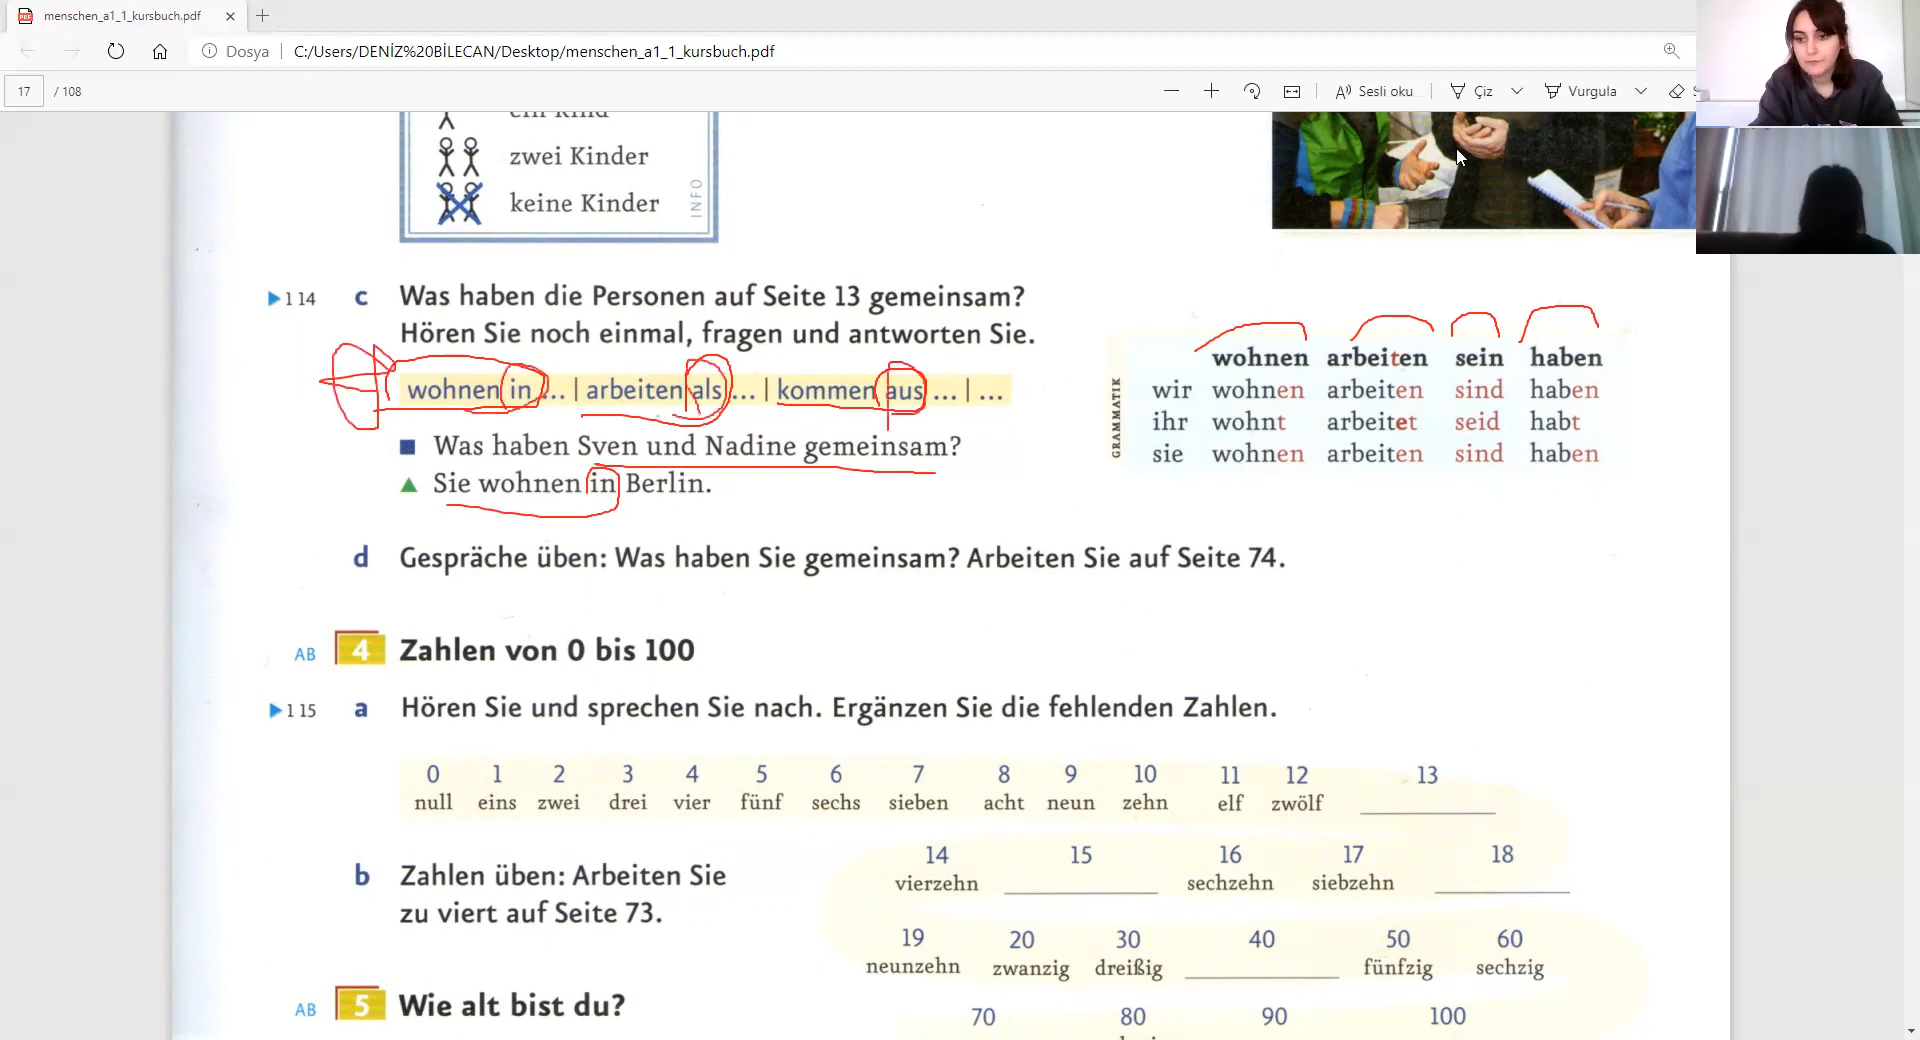 menschen_a1_1_kursbuch.pdf
Dosya
C:/Users/DENİZ%20BİLECAN/Desktop/menschen_a1_1_kursbuch.pdf
17 / 108
Sesli oku
Çiz
Vurgula
ein Kind
zwei Kinder
keine Kinder
INFO
1 14 c Was haben die Personen auf Seite 13 gemeinsam?
Hören Sie noch einmal, fragen und antworten Sie.
wohnen in ... | arbeiten als ... | kommen aus ... | ...
Was haben Sven und Nadine gemeinsam?
Sie wohnen in Berlin.
GRAMMATIK
wohnen arbeiten sein haben
wir wohnen arbeiten sind haben
ihr wohnt arbeitet seid habt
sie wohnen arbeiten sind haben
d Gespräche üben: Was haben Sie gemeinsam? Arbeiten Sie auf Seite 74.
AB 4 Zahlen von 0 bis 100
1 15 a Hören Sie und sprechen Sie nach. Ergänzen Sie die fehlenden Zahlen.
0 1 2 3 4 5 6 7 8 9 10 11 12 13
null eins zwei drei vier fünf sechs sieben acht neun zehn elf zwölf
b Zahlen üben: Arbeiten Sie
zu viert auf Seite 73.
14 15 16 17 18
vierzehn sechzehn siebzehn
19 20 30 40 50 60
neunzehn zwanzig dreißig fünfzig sechzig
AB 5 Wie alt bist du?
70 80 90 100